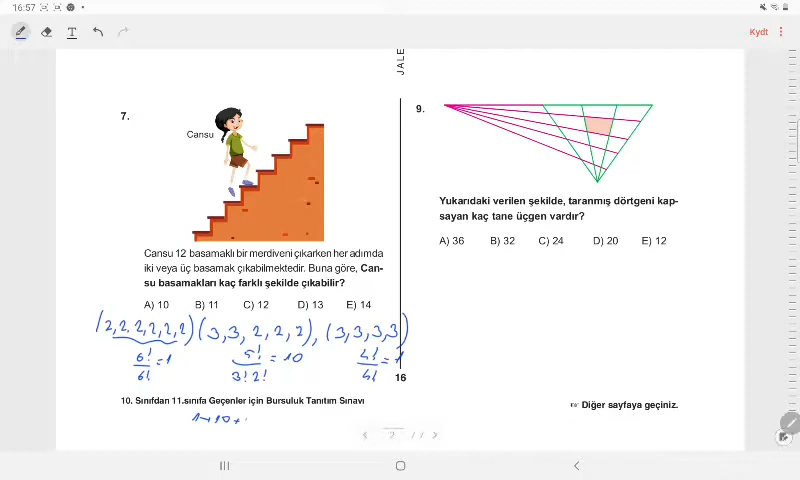 16:57
T
Kydt
JALE
7.
Cansu
Cansu 12 basamaklı bir merdiveni çıkarken her adımda
iki veya üç basamak çıkabilmektedir. Buna göre, Can-
su basamakları kaç farklı şekilde çıkabilir?
A) 10 B) 11 C) 12 D) 13 E) 14
(2,2,2,2,2,2) (3,3,2,2,2), (3,3,3,3)
6!/6! = 1 5!/3!2! = 10 4!/4! = 1
16
10. Sınıfdan 11.sınıfa Geçenler için Bursuluk Tanıtım Sınavı
1+10+
9.
Yukarıdaki verilen şekilde, taranmış dörtgeni kap-
sayan kaç tane üçgen vardır?
A) 36 B) 32 C) 24 D) 20 E) 12
☞ Diğer sayfaya geçiniz.
2 / 7